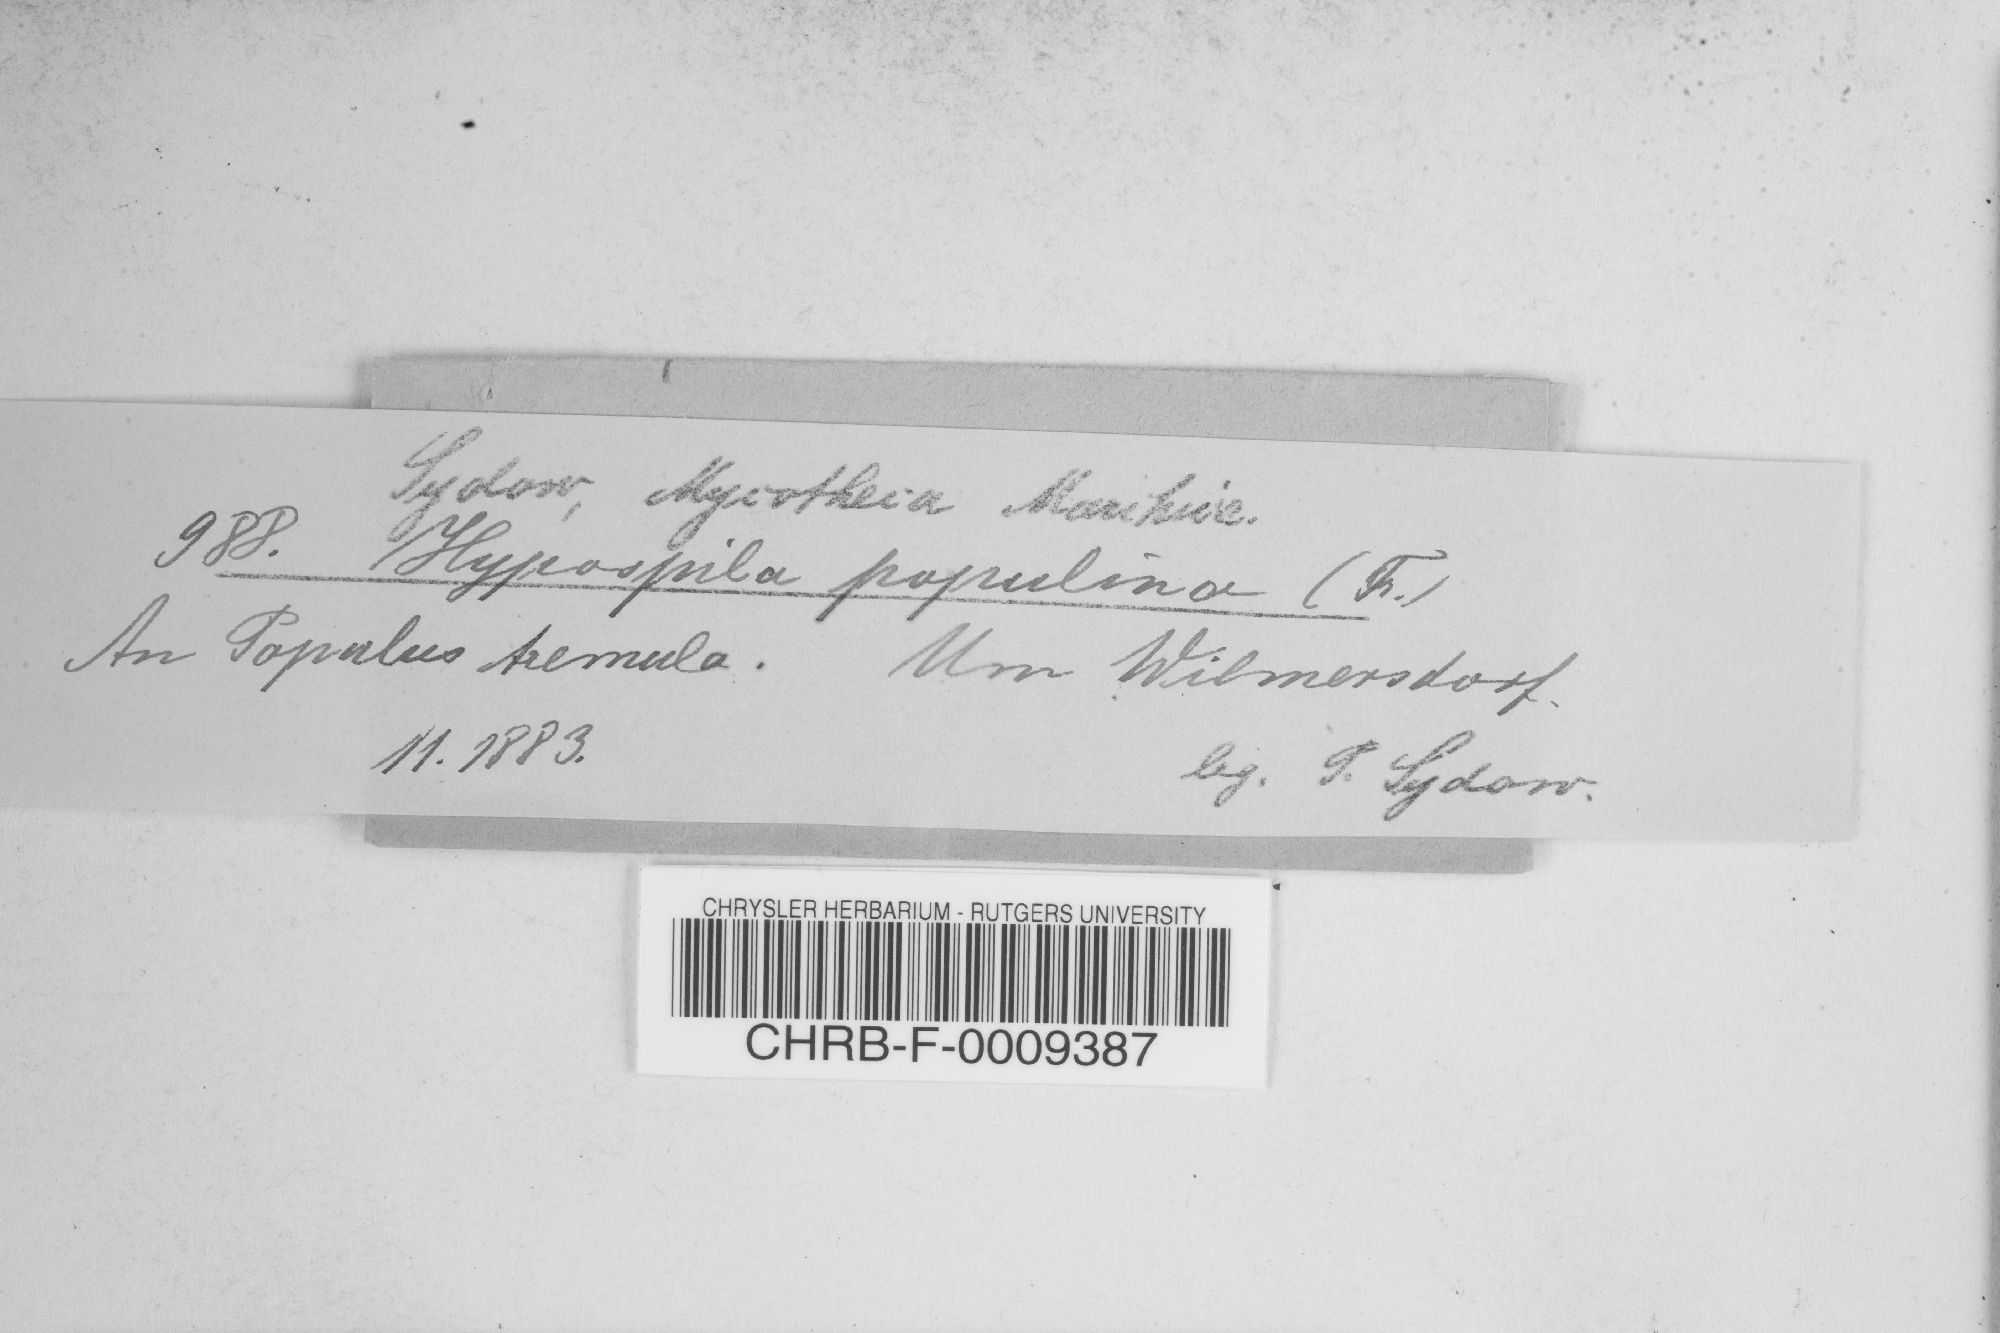 Sydow, Mycotheca Marchica.
988. Hypospila populina (Fr.)
An Populus tremula. Um Wilmersdorf.
11. 1883. leg. P. Sydow.
CHRYSLER HERBARIUM - RUTGERS UNIVERSITY
CHRB-F-0009387